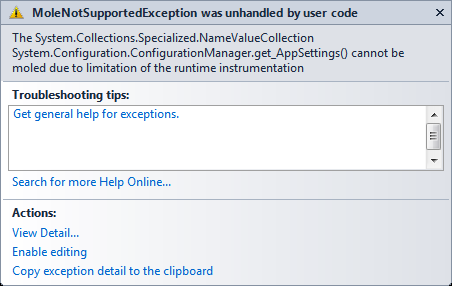 MoleNotSupportedException was unhandled by user code
The System.Collections.Specialized.NameValueCollection
System.Configuration.ConfigurationManager.get_AppSettings() cannot be
moled due to limitation of the runtime instrumentation
Troubleshooting tips:
Get general help for exceptions.
Search for more Help Online...
Actions:
View Detail...
Enable editing
Copy exception detail to the clipboard